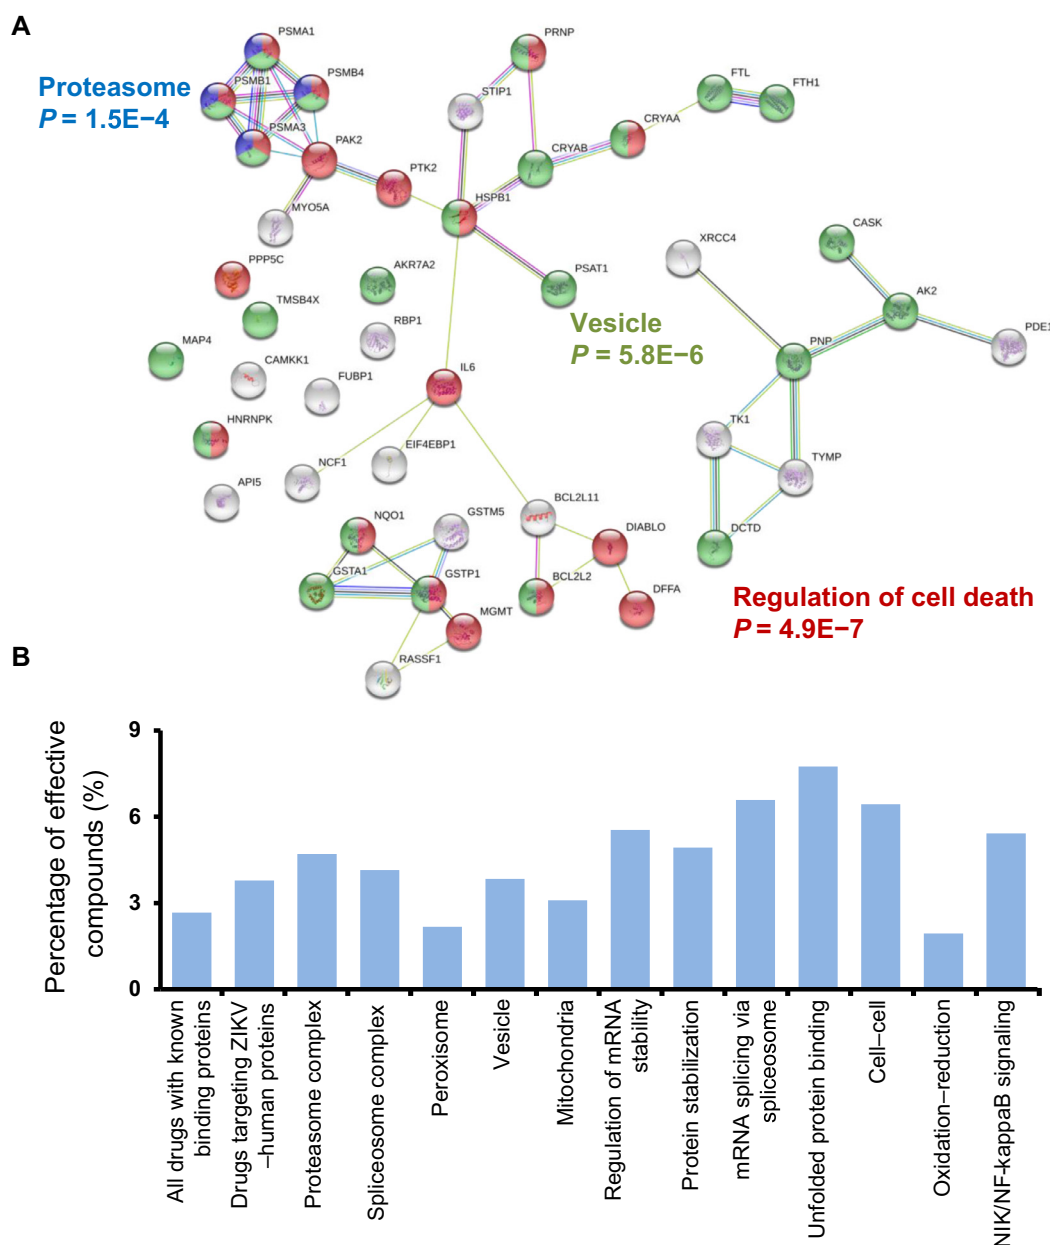 A
PSMA1
PRNP
Proteasome
P = 1.5E−4
PSMB1
PSMB4
STIP1
FTL
FTH1
PSMA3
PAK2
CRYAA
PTK2
CRYAB
MYO5A
HSPB1
PPP5C
AKR7A2
PSAT1
XRCC4
CASK
TMSB4X
RBP1
Vesicle
P = 5.8E−6
AK2
PDE1
MAP4
CAMKK1
FUBP1
IL6
PNP
HNRNPK
NCF1
EIF4EBP1
TK1
TYMP
API5
NQO1
GSTM5
BCL2L11
DIABLO
DCTD
GSTA1
GSTP1
BCL2L2
DFFA
MGMT
RASSF1
Regulation of cell death
P = 4.9E−7
B
Percentage of effective
compounds (%)
9
6
3
0
All drugs with known
binding proteins
Drugs targeting ZIKV
–human proteins
Proteasome complex
Spliceosome complex
Peroxisome
Vesicle
Mitochondria
Regulation of mRNA
stability
Protein stabilization
mRNA splicing via
spliceosome
Unfolded protein binding
Cell–cell
Oxidation–reduction
NIK/NF-kappaB signaling